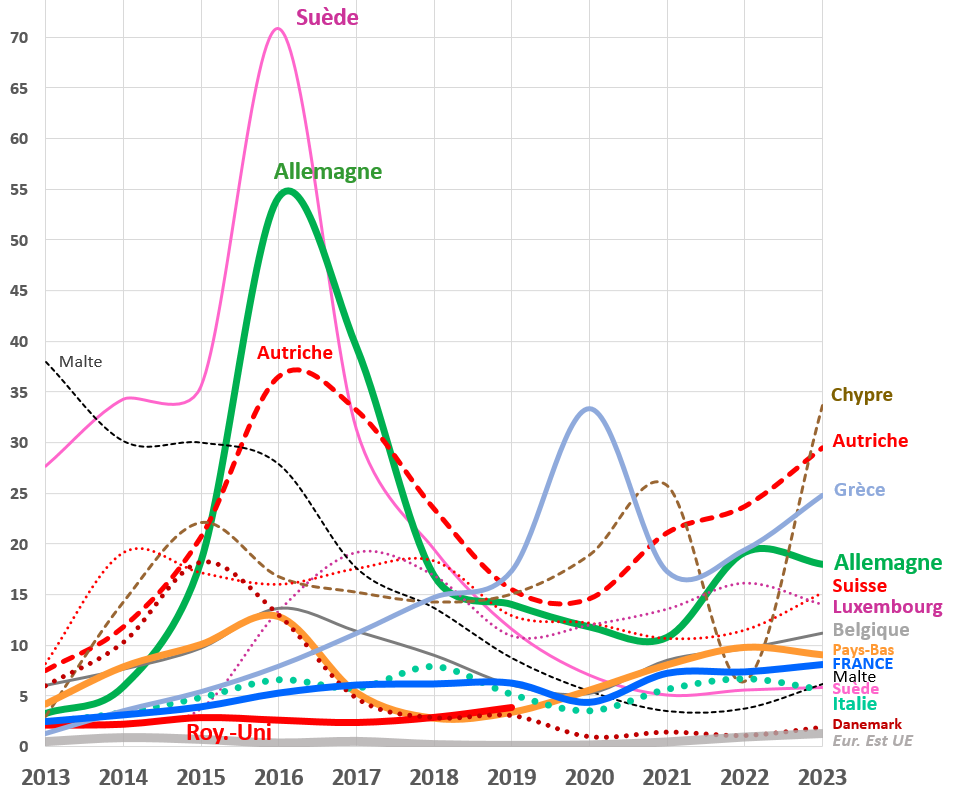 Suède
70
65
60
Allemagne
55
50
45
40
Autriche
Malte
35
Chypre
30
Autriche
25
Grèce
20
Allemagne
Suisse
15
Luxembourg
Belgique
10
Pays-Bas
FRANCE
Malte
5
Suède
Italie
Roy.-Uni
Danemark
0
Eur. Est UE
2013 2014 2015 2016 2017 2018 2019 2020 2021 2022 2023